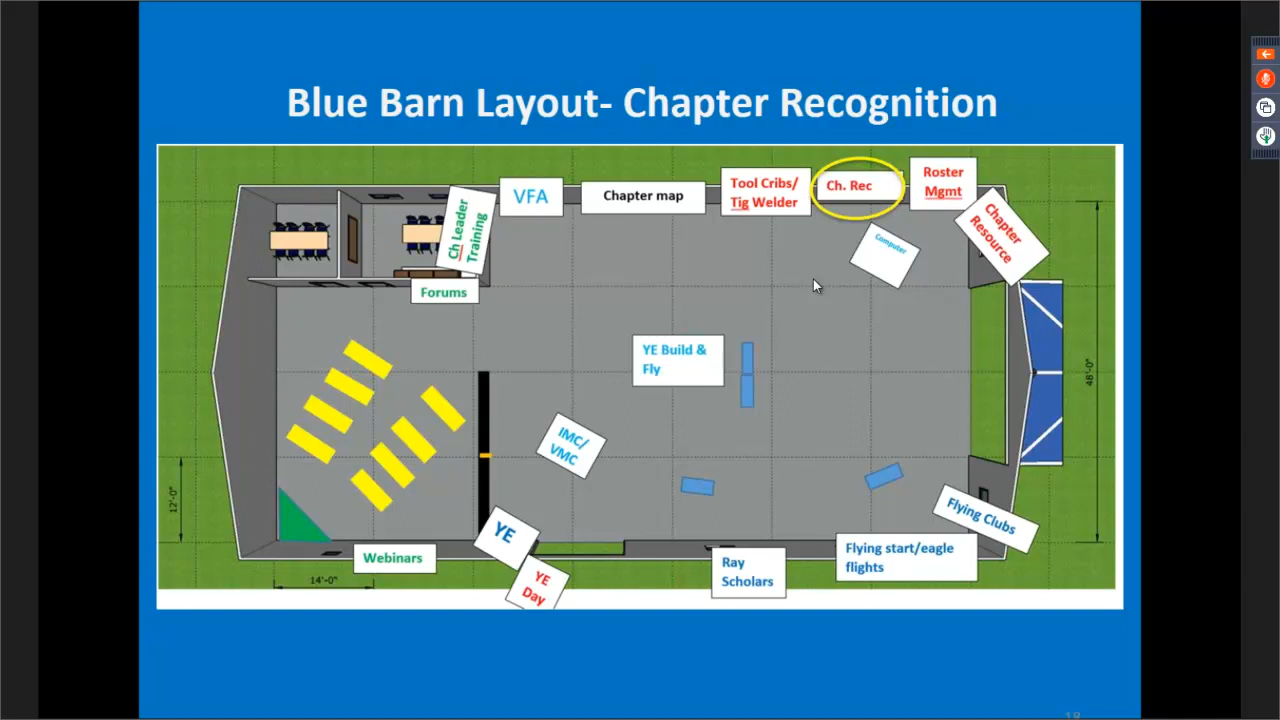 Blue Barn Layout- Chapter Recognition
VFA
Chapter map
Tool Cribs/
Tig Welder
Ch. Rec
Roster
Mgmt
Chapter
Resource
Ch Leader
Training
Computer
Forums
YE Build &
Fly
48'-0"
IMC/
VMC
12'-0"
Flying Clubs
YE
Webinars
Flying start/eagle
flights
Ray
Scholars
YE
Day
14'-0"
18